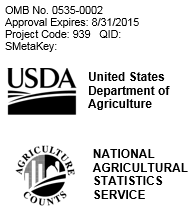 OMB No. 0535-0002
Approval Expires: 8/31/2015
Project Code: 939 QID:
SMetaKey:
USDA
United States
Department of
Agriculture
AGRICULTURE
COUNTS
NATIONAL
AGRICULTURAL
STATISTICS
SERVICE